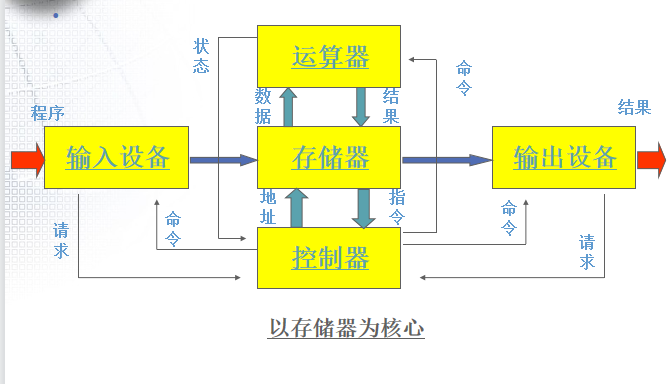 运算器
状态
命令
数据
结果
程序
结果
输入设备
存储器
输出设备
地址
指令
请求
命令
命令
请求
控制器
以存储器为核心